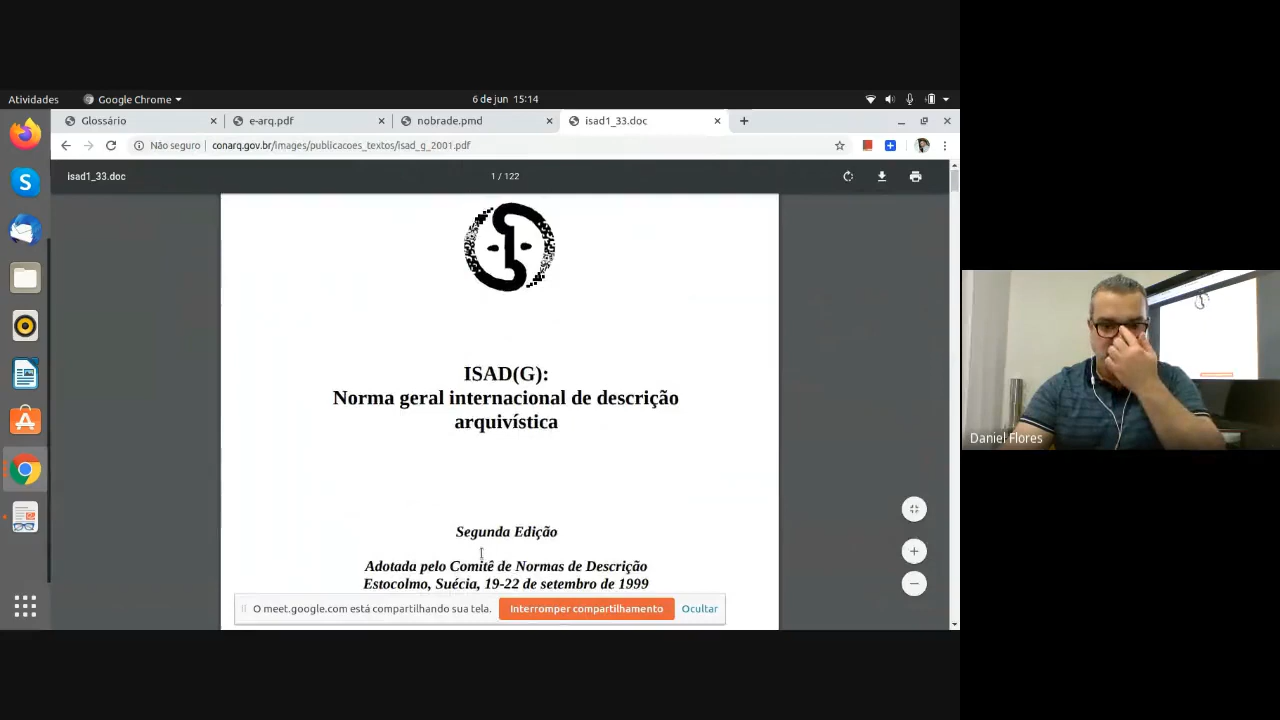 Atividades
Google Chrome
6 de jun 15:14
Glossário
e-arq.pdf
nobrade.pmd
isad1_33.doc
Não seguro
conarq.gov.br/images/publicacoes_textos/isad_g_2001.pdf
isad1_33.doc
1 / 122
ISAD(G):
Norma geral internacional de descrição
arquivística
Segunda Edição
Adotada pelo Comitê de Normas de Descrição
Estocolmo, Suécia, 19-22 de setembro de 1999
O meet.google.com está compartilhando sua tela.
Interromper compartilhamento
Ocultar
Daniel Flores